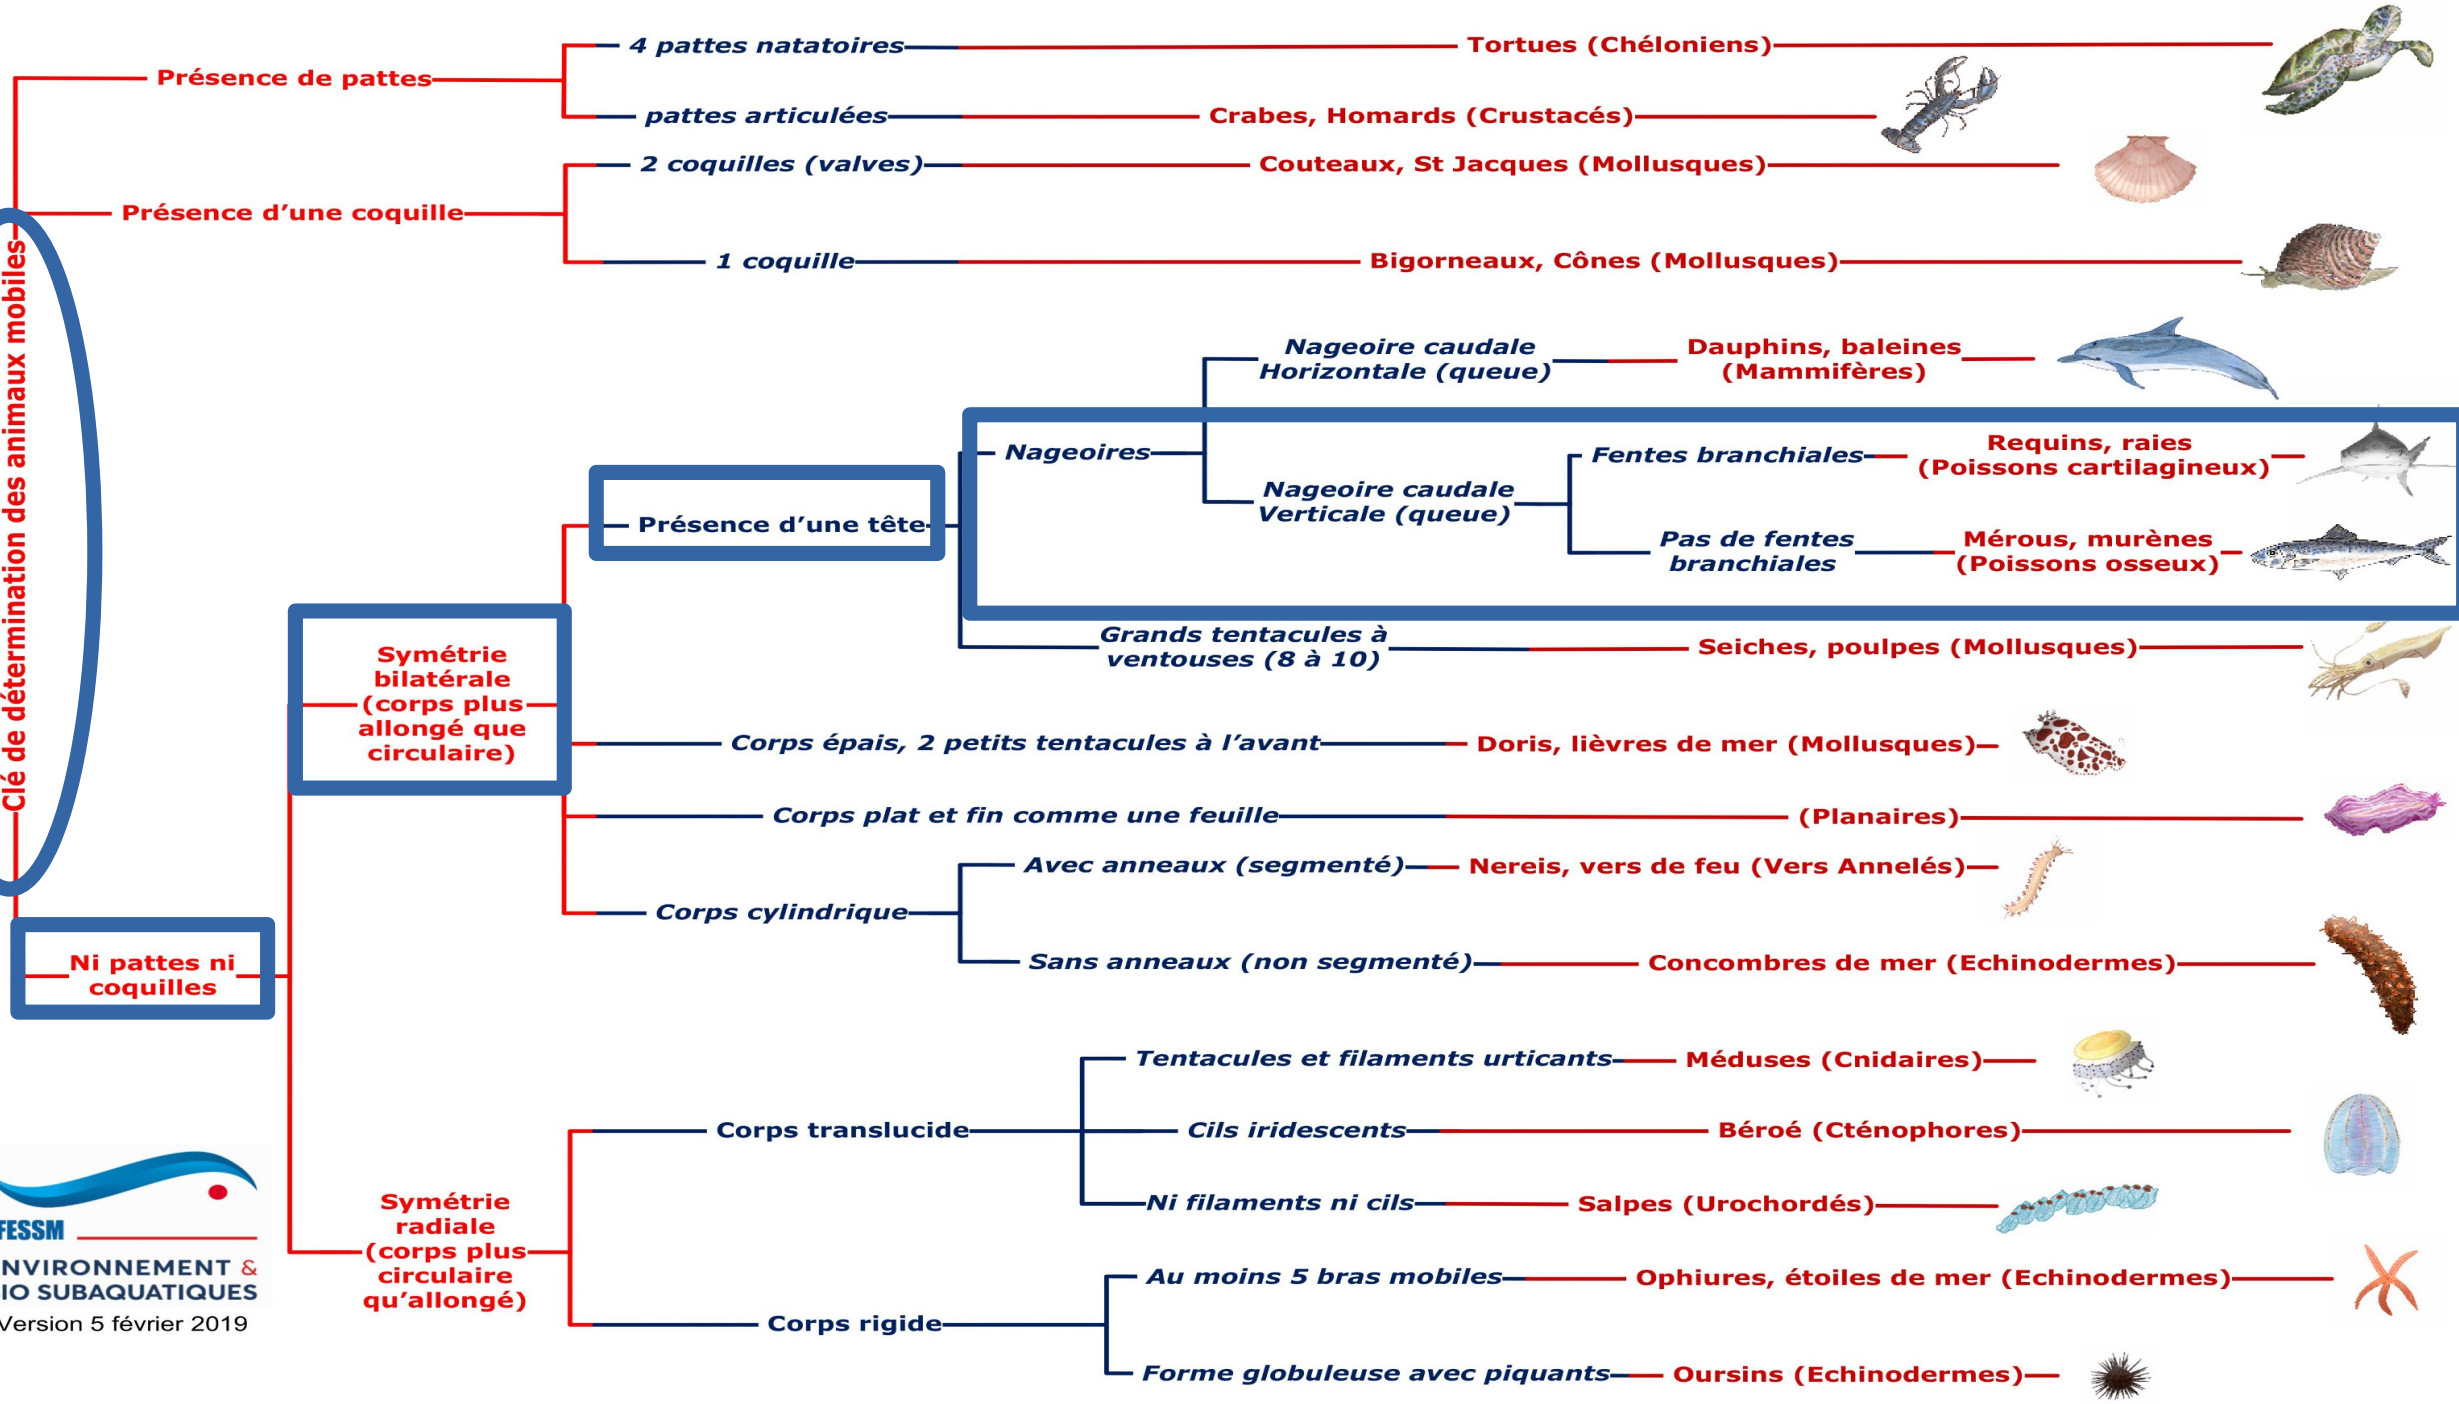 Clé de détermination des animaux mobiles
Présence de pattes
4 pattes natatoires
Tortues (Chéloniens)
pattes articulées
Crabes, Homards (Crustacés)
Présence d’une coquille
2 coquilles (valves)
Couteaux, St Jacques (Mollusques)
1 coquille
Bigorneaux, Cônes (Mollusques)
Ni pattes ni
coquilles
Symétrie
bilatérale
(corps plus
allongé que
circulaire)
Présence d’une tête
Nageoires
Nageoire caudale
Horizontale (queue)
Dauphins, baleines
(Mammifères)
Nageoire caudale
Verticale (queue)
Fentes branchiales
Requins, raies
(Poissons cartilagineux)
Pas de fentes
branchiales
Mérous, murènes
(Poissons osseux)
Grands tentacules à
ventouses (8 à 10)
Seiches, poulpes (Mollusques)
Corps épais, 2 petits tentacules à l’avant
Doris, lièvres de mer (Mollusques)
Corps plat et fin comme une feuille
(Planaires)
Corps cylindrique
Avec anneaux (segmenté)
Nereis, vers de feu (Vers Annelés)
Sans anneaux (non segmenté)
Concombres de mer (Echinodermes)
Symétrie
radiale
(corps plus
circulaire
qu’allongé)
Corps translucide
Tentacules et filaments urticants
Méduses (Cnidaires)
Cils iridescents
Béroé (Cténophores)
Ni filaments ni cils
Salpes (Urochordés)
Corps rigide
Au moins 5 bras mobiles
Ophiures, étoiles de mer (Echinodermes)
Forme globuleuse avec piquants
Oursins (Echinodermes)
FESSM
NVIRONNEMENT &
IO SUBAQUATIQUES
Version 5 février 2019